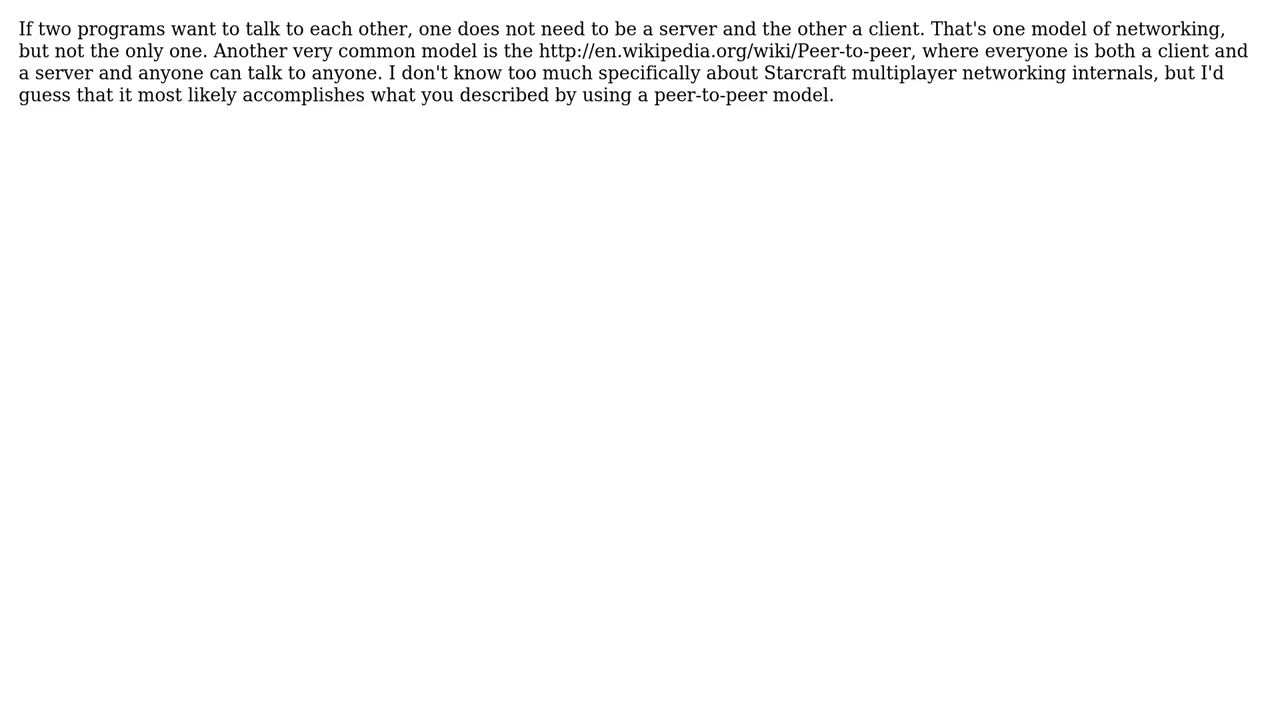 If two programs want to talk to each other, one does not need to be a server and the other a client. That's one model of networking,
but not the only one. Another very common model is the http://en.wikipedia.org/wiki/Peer-to-peer, where everyone is both a client and
a server and anyone can talk to anyone. I don't know too much specifically about Starcraft multiplayer networking internals, but I'd
guess that it most likely accomplishes what you described by using a peer-to-peer model.